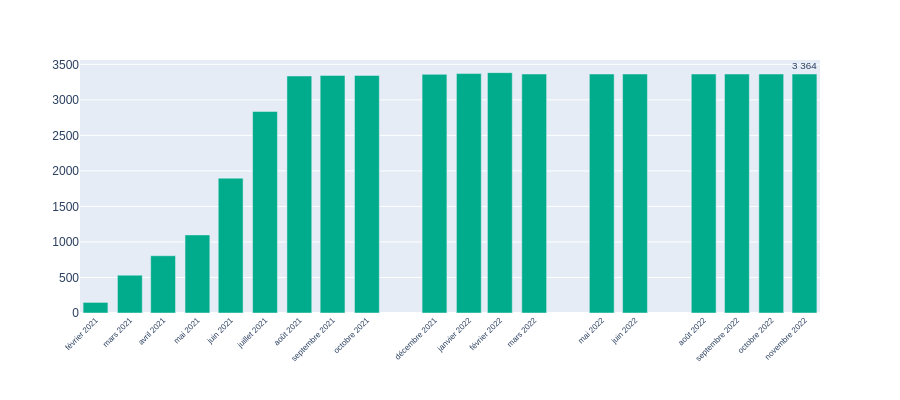 3 364
3500
3000
2500
2000
1500
1000
500
0
février 2021
mars 2021
avril 2021
mai 2021
juin 2021
juillet 2021
août 2021
septembre 2021
octobre 2021
décembre 2021
janvier 2022
février 2022
mars 2022
mai 2022
juin 2022
août 2022
septembre 2022
octobre 2022
novembre 2022